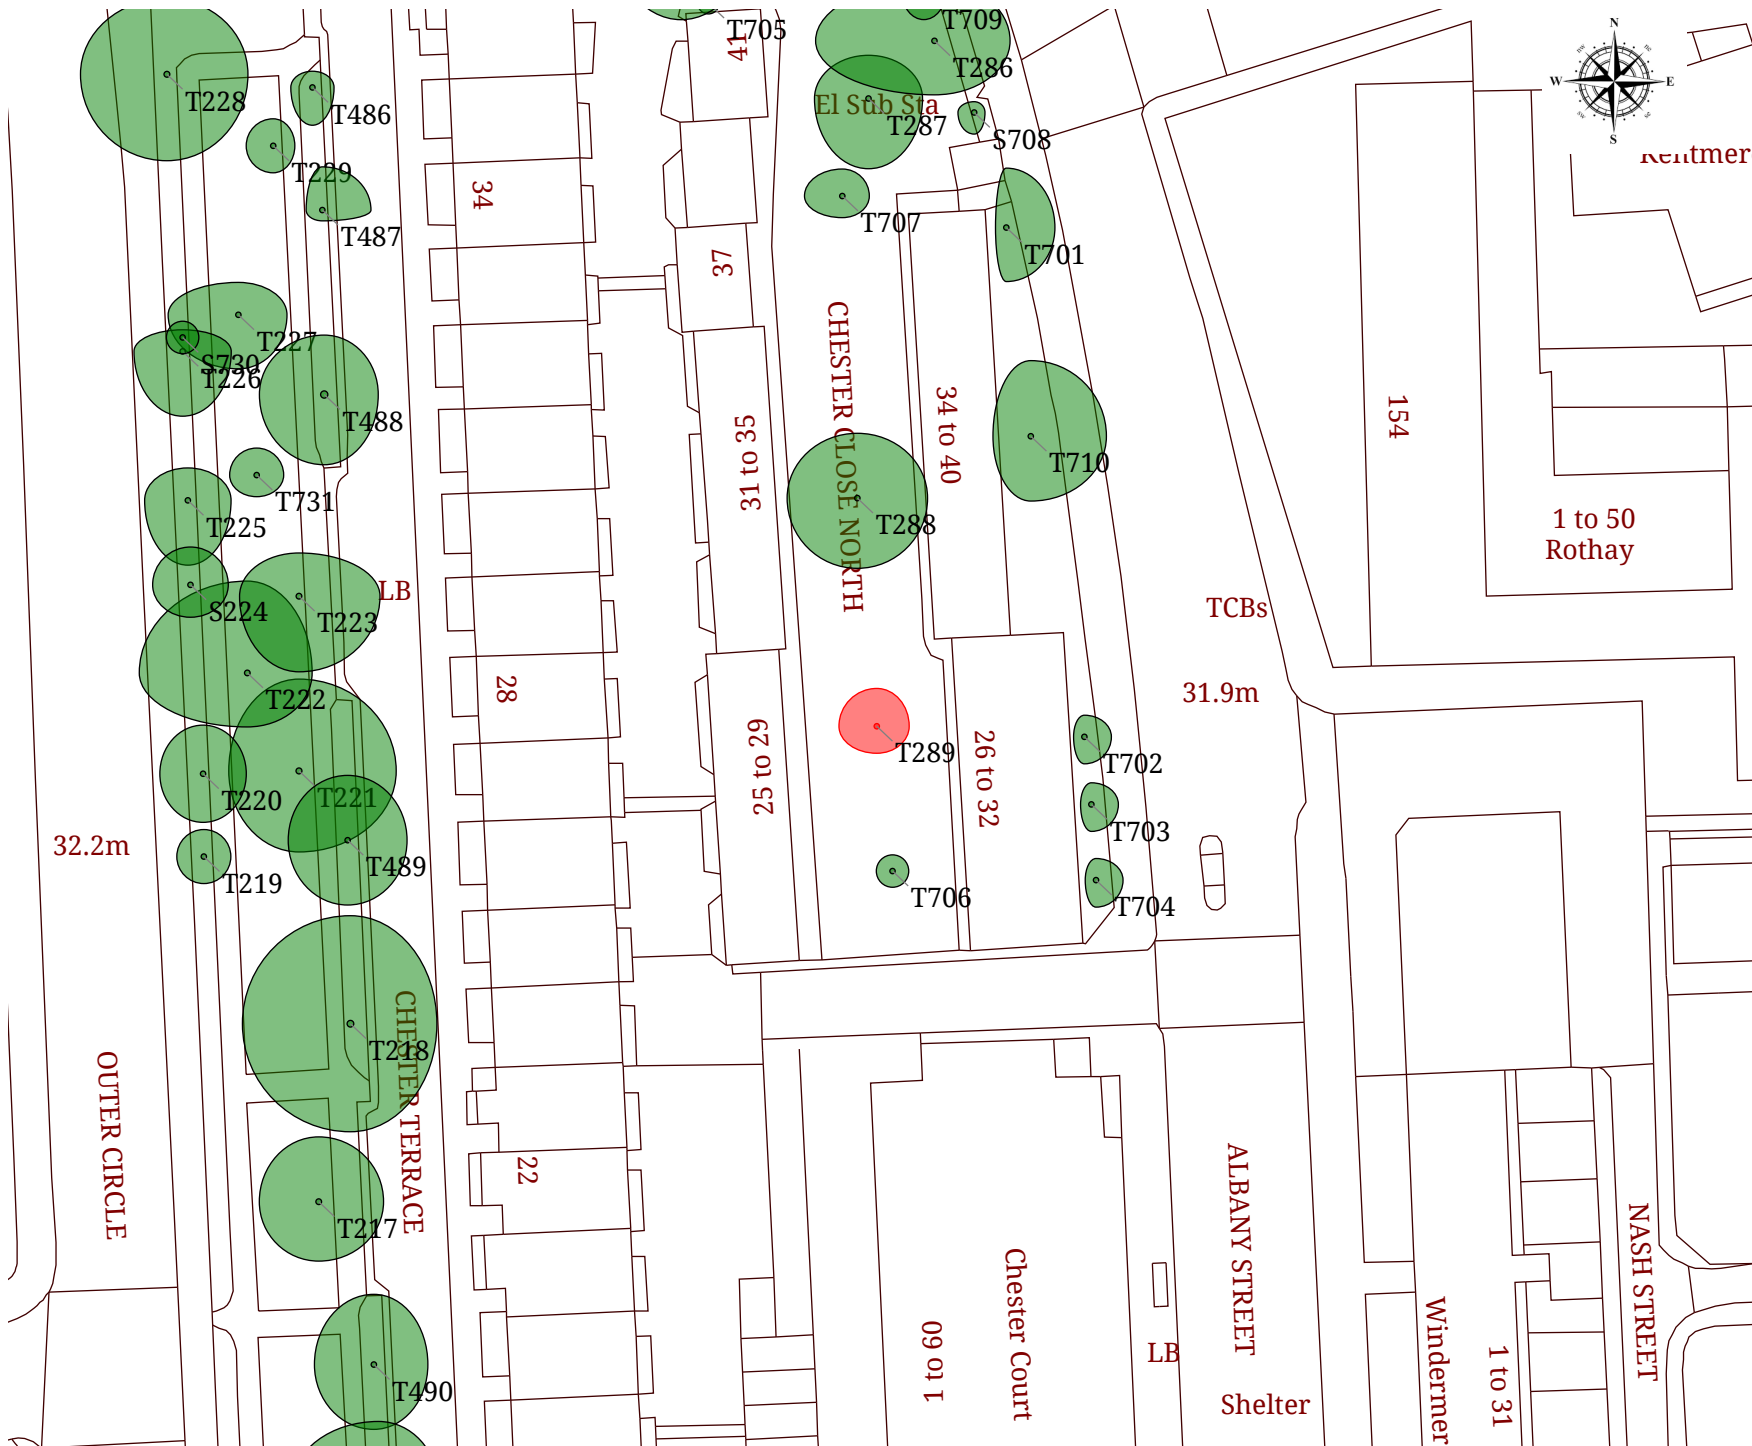 T705
T709
41
T286
N
T228
T486
El Sub Sta
T287
S708
W
E
S
T229
34
T707
T487
T701
37
T227
S730
T226
T488
CHESTER CLOSE NORTH
34 to 40
154
31 to 35
T710
T731
T225
T288
1 to 50
Rothay
LB
S224
T223
TCBs
T222
28
31.9m
T289
25 to 29
26 to 32
T702
T220
T221
T703
32.2m
T489
T219
T706
T704
CHESTER TERRACE
T218
OUTER CIRCLE
22
T217
ALBANY STREET
NASH STREET
Chester Court
1 to 60
LB
Windermer
1 to 31
T490
Shelter